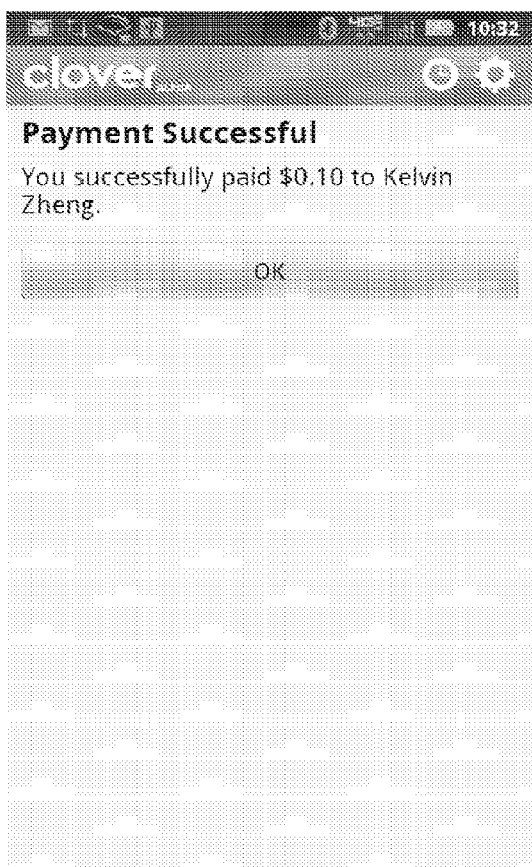 10:32
clover
Payment Successful
You successfully paid $0.10 to Kelvin
Zheng.
OK